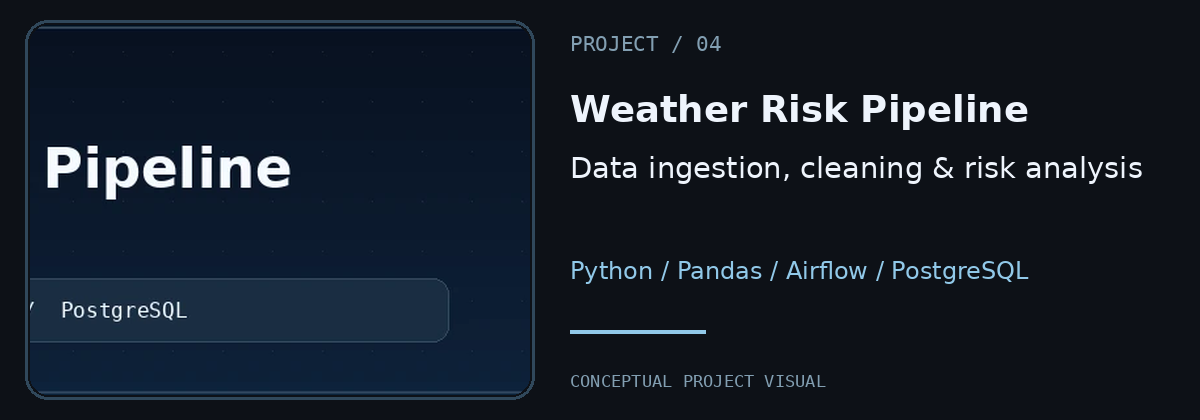 Pipeline
/ PostgreSQL
PROJECT / 04
Weather Risk Pipeline
Data ingestion, cleaning & risk analysis
Python / Pandas / Airflow / PostgreSQL
CONCEPTUAL PROJECT VISUAL